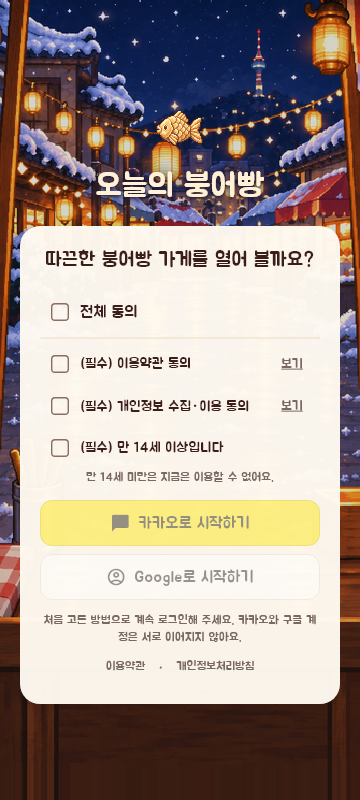 오늘의 붕어빵
따끈한 붕어빵 가게를 열어 볼까요?
전체 동의
(필수) 이용약관 동의 보기
(필수) 개인정보 수집·이용 동의 보기
(필수) 만 14세 이상입니다
만 14세 미만은 지금은 이용할 수 없어요.
카카오로 시작하기
Google로 시작하기
처음 고른 방법으로 계속 로그인해 주세요. 카카오와 구글 계
정은 서로 이어지지 않아요.
이용약관 · 개인정보처리방침